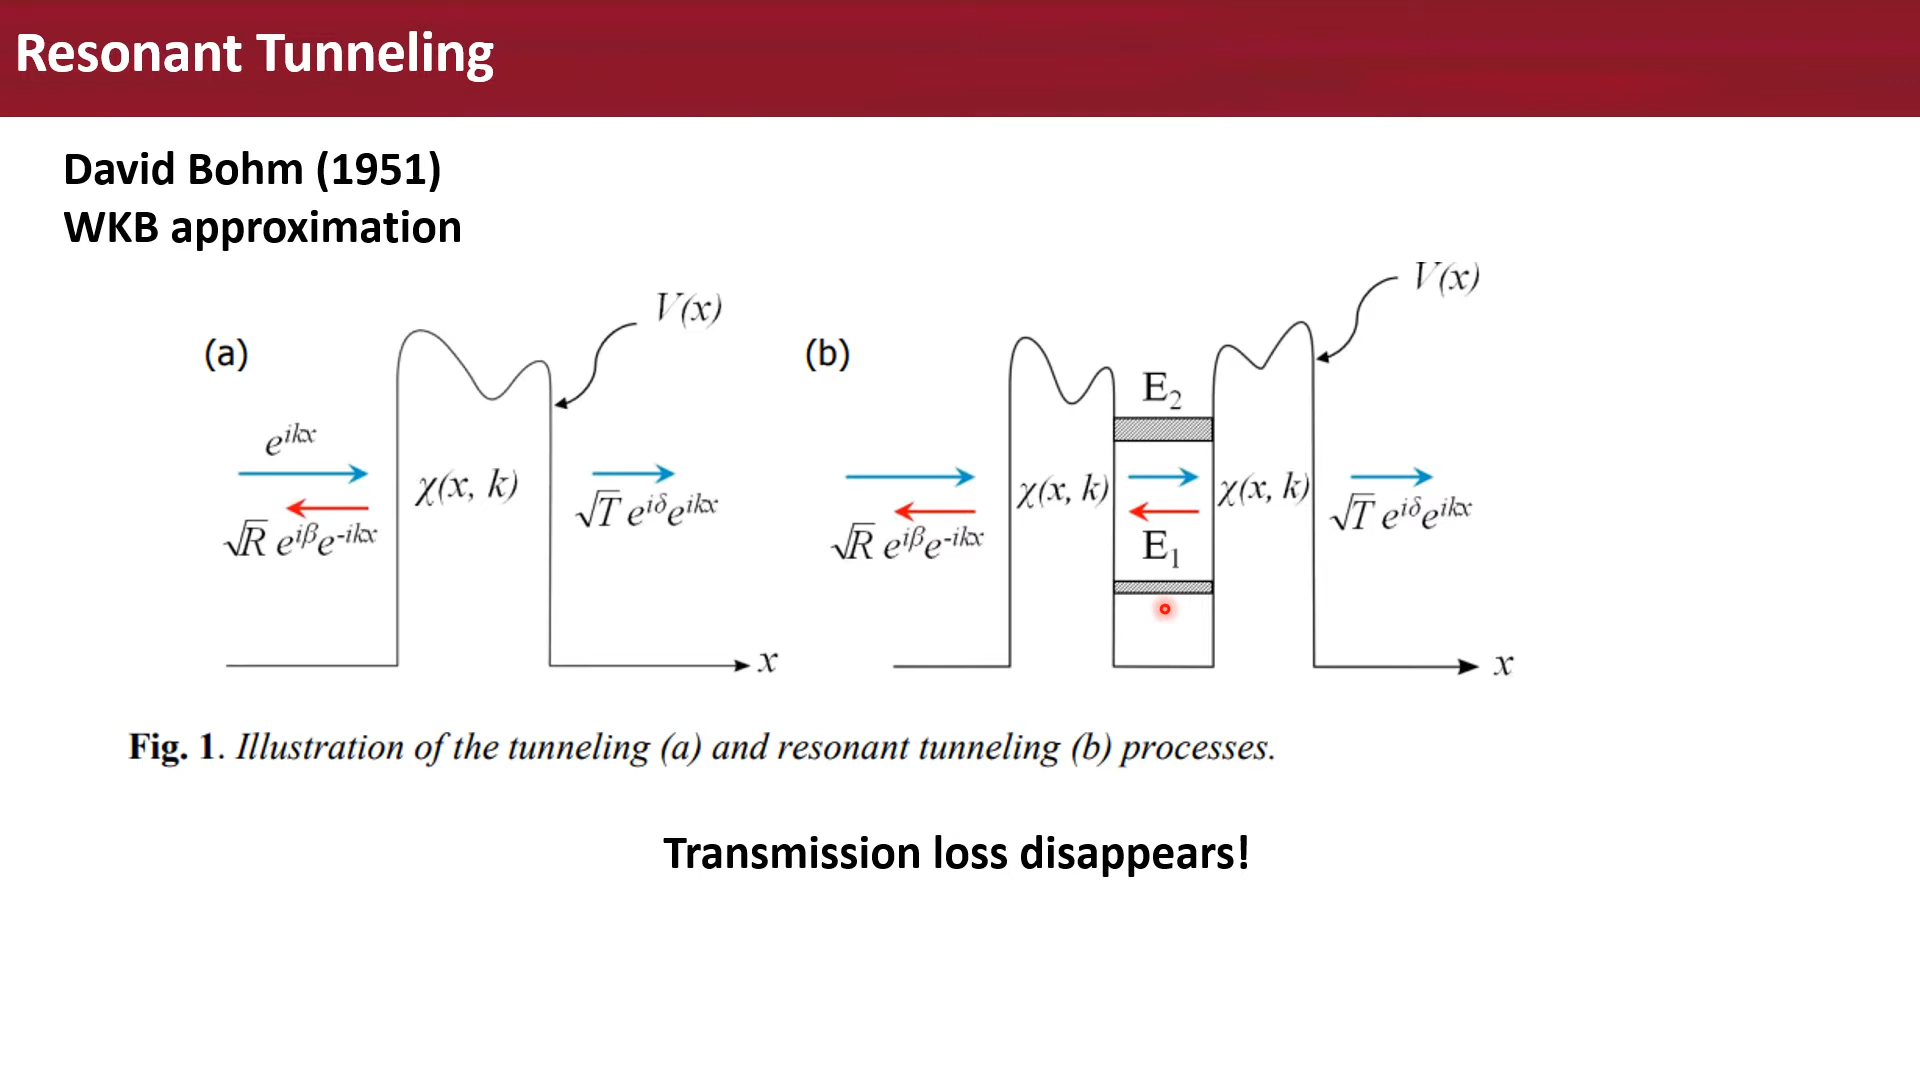 Resonant Tunneling
David Bohm (1951)
WKB approximation
(a)
V(x)
e^{ikx}
χ(x, k)
√T e^{iδ}e^{ikx}
√R e^{iβ}e^{-ikx}
x
(b)
V(x)
E₂
χ(x, k)
χ(x, k)
√T e^{iδ}e^{ikx}
√R e^{iβ}e^{-ikx}
E₁
x
Fig. 1. Illustration of the tunneling (a) and resonant tunneling (b) processes.
Transmission loss disappears!